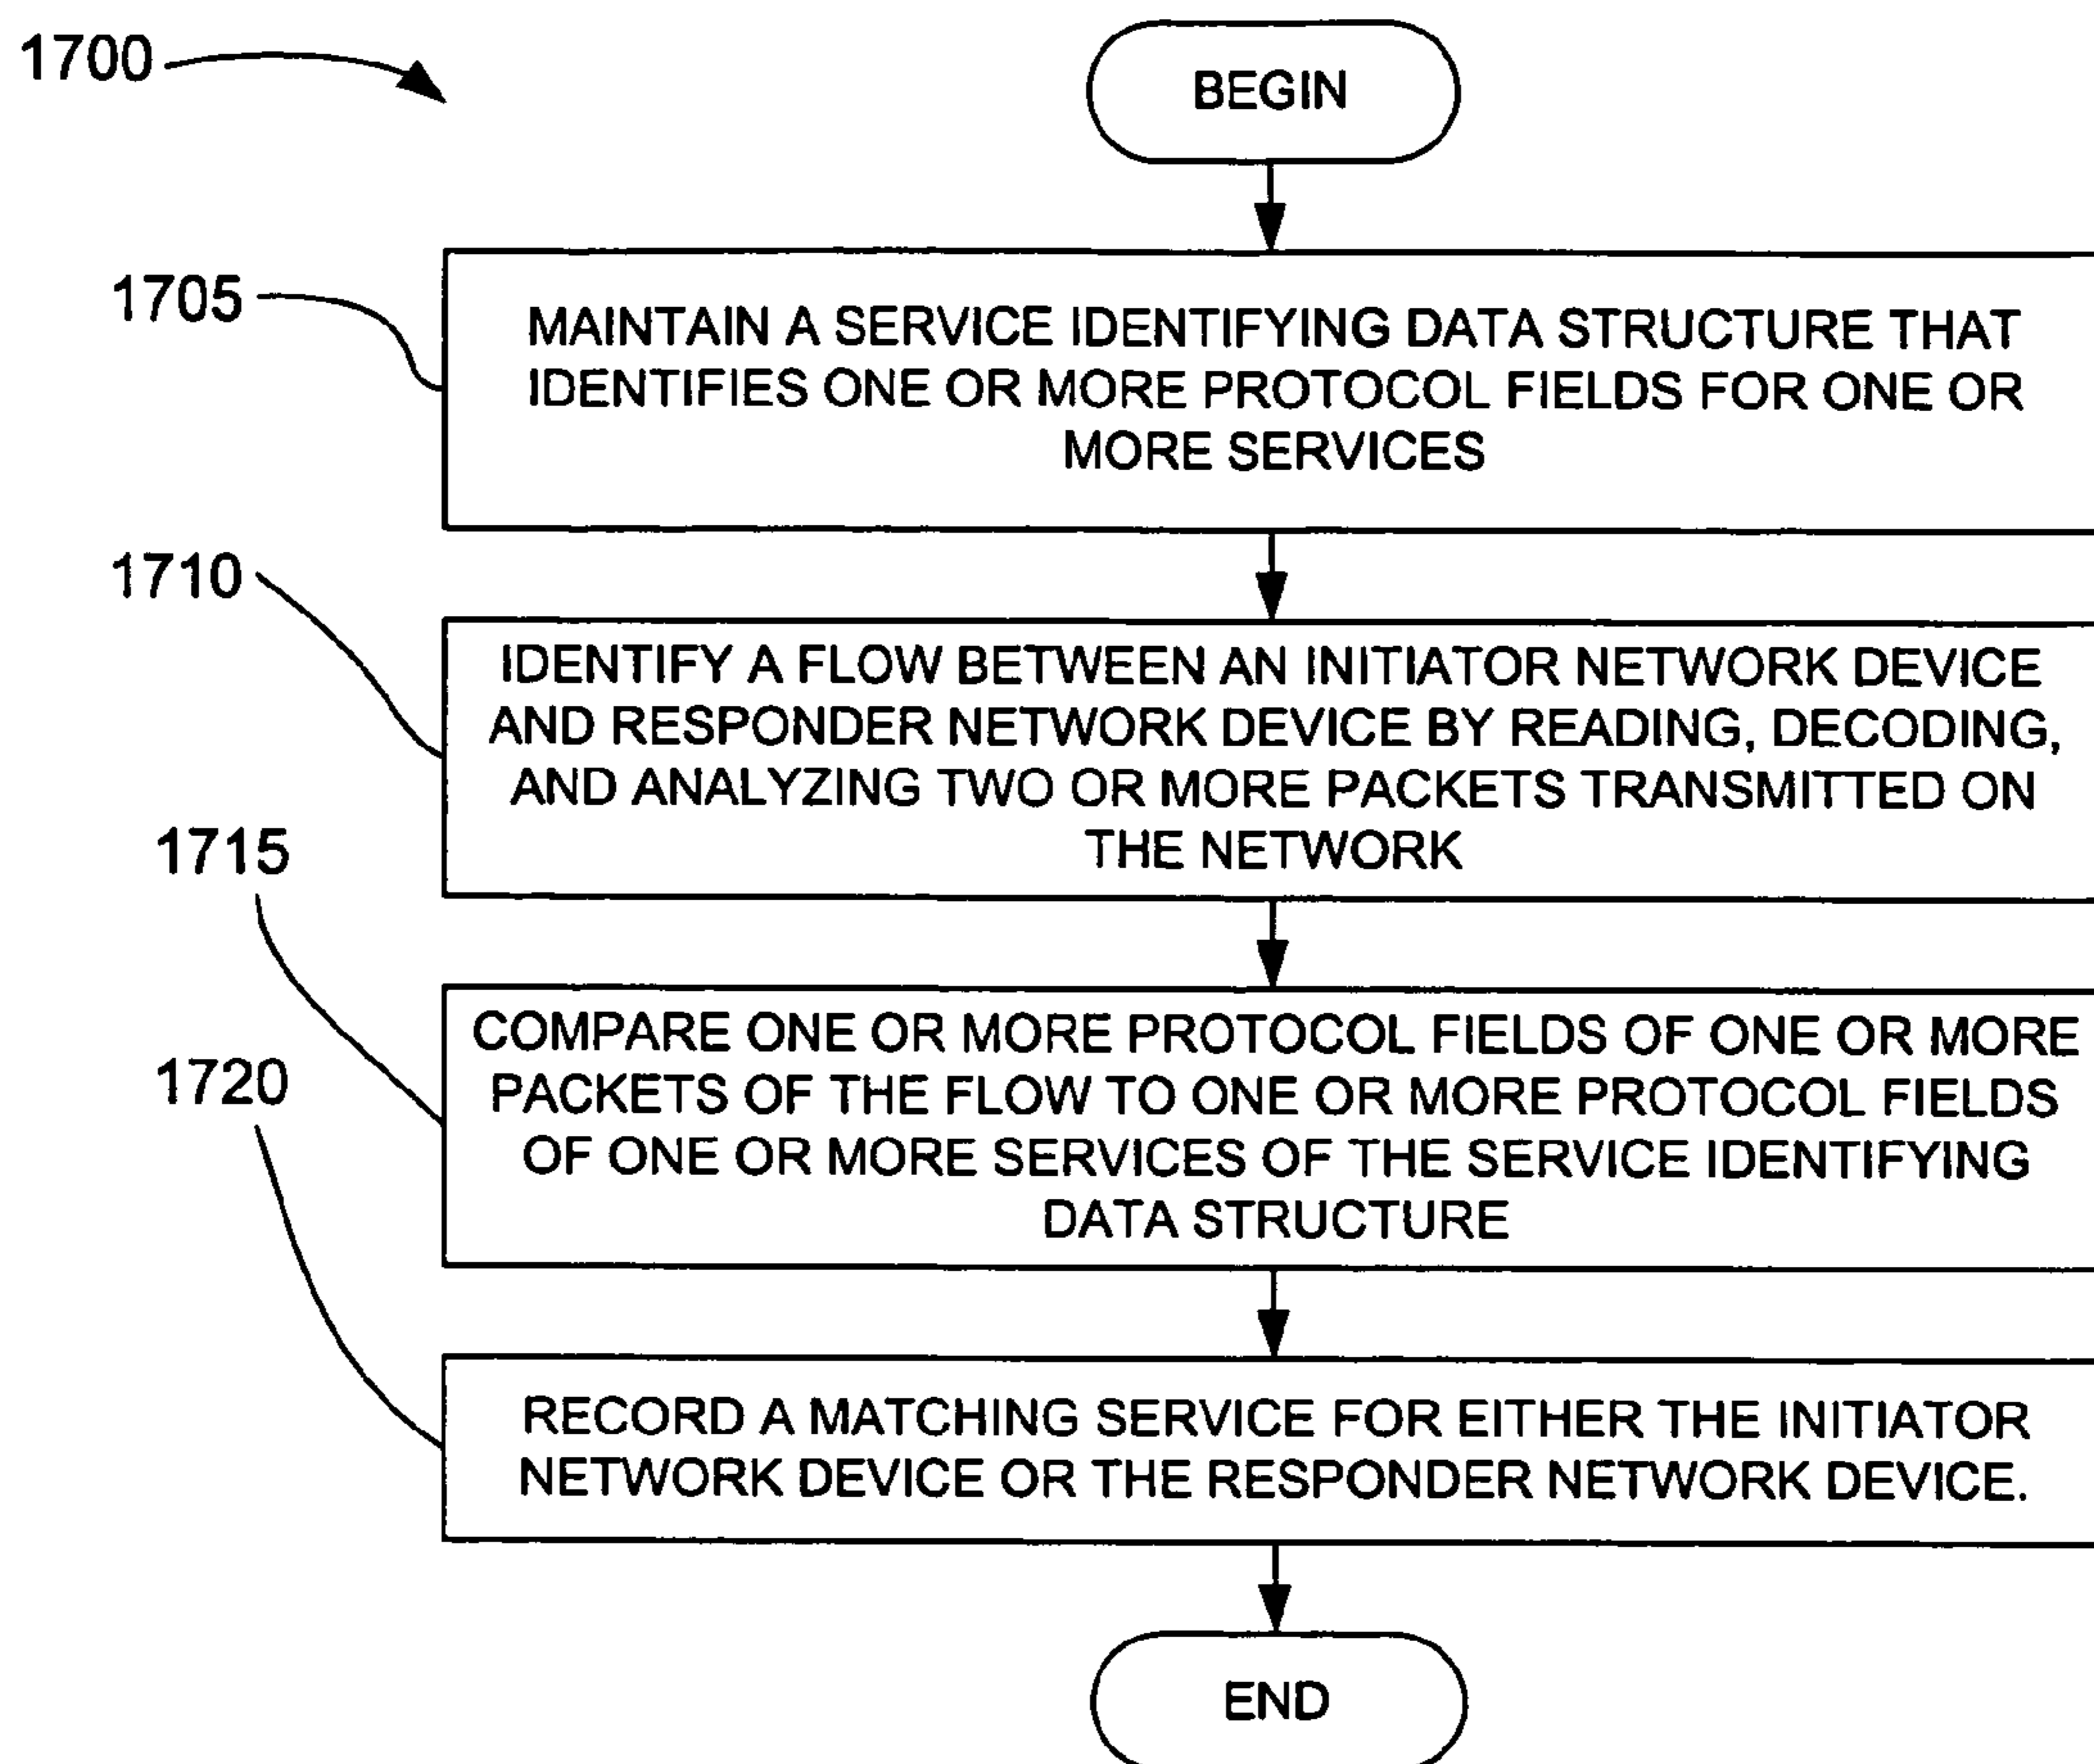 1700
BEGIN
1705
MAINTAIN A SERVICE IDENTIFYING DATA STRUCTURE THAT
IDENTIFIES ONE OR MORE PROTOCOL FIELDS FOR ONE OR
MORE SERVICES
1710
IDENTIFY A FLOW BETWEEN AN INITIATOR NETWORK DEVICE
AND RESPONDER NETWORK DEVICE BY READING, DECODING,
AND ANALYZING TWO OR MORE PACKETS TRANSMITTED ON
THE NETWORK
1715
COMPARE ONE OR MORE PROTOCOL FIELDS OF ONE OR MORE
PACKETS OF THE FLOW TO ONE OR MORE PROTOCOL FIELDS
OF ONE OR MORE SERVICES OF THE SERVICE IDENTIFYING
DATA STRUCTURE
1720
RECORD A MATCHING SERVICE FOR EITHER THE INITIATOR
NETWORK DEVICE OR THE RESPONDER NETWORK DEVICE.
END